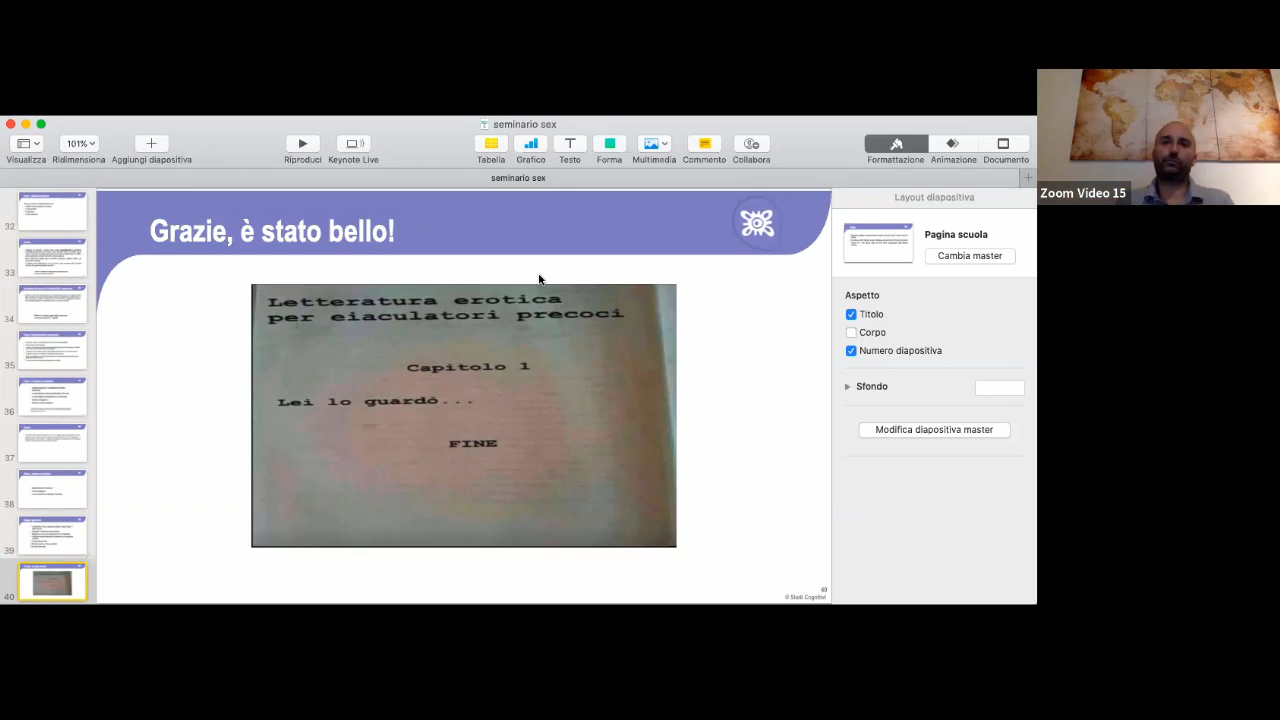 seminario sex
101%
Visualizza
Ridimensiona
Aggiungi diapositiva
Riproduci
Keynote Live
Tabella
Grafico
Testo
Forma
Multimedia
Commento
Collabora
Formattazione
Animazione
Documento
seminario sex
32
33
34
35
36
37
38
39
40
Grazie, è stato bello!
Letteratura erotica
per eiaculatori precoci
Capitolo 1
Lei lo guardò...
FINE
40
© Studi Cognitivi
Layout diapositiva
Pagina scuola
Cambia master
Aspetto
Titolo
Corpo
Numero diapositiva
Sfondo
Modifica diapositiva master
Zoom Video 15